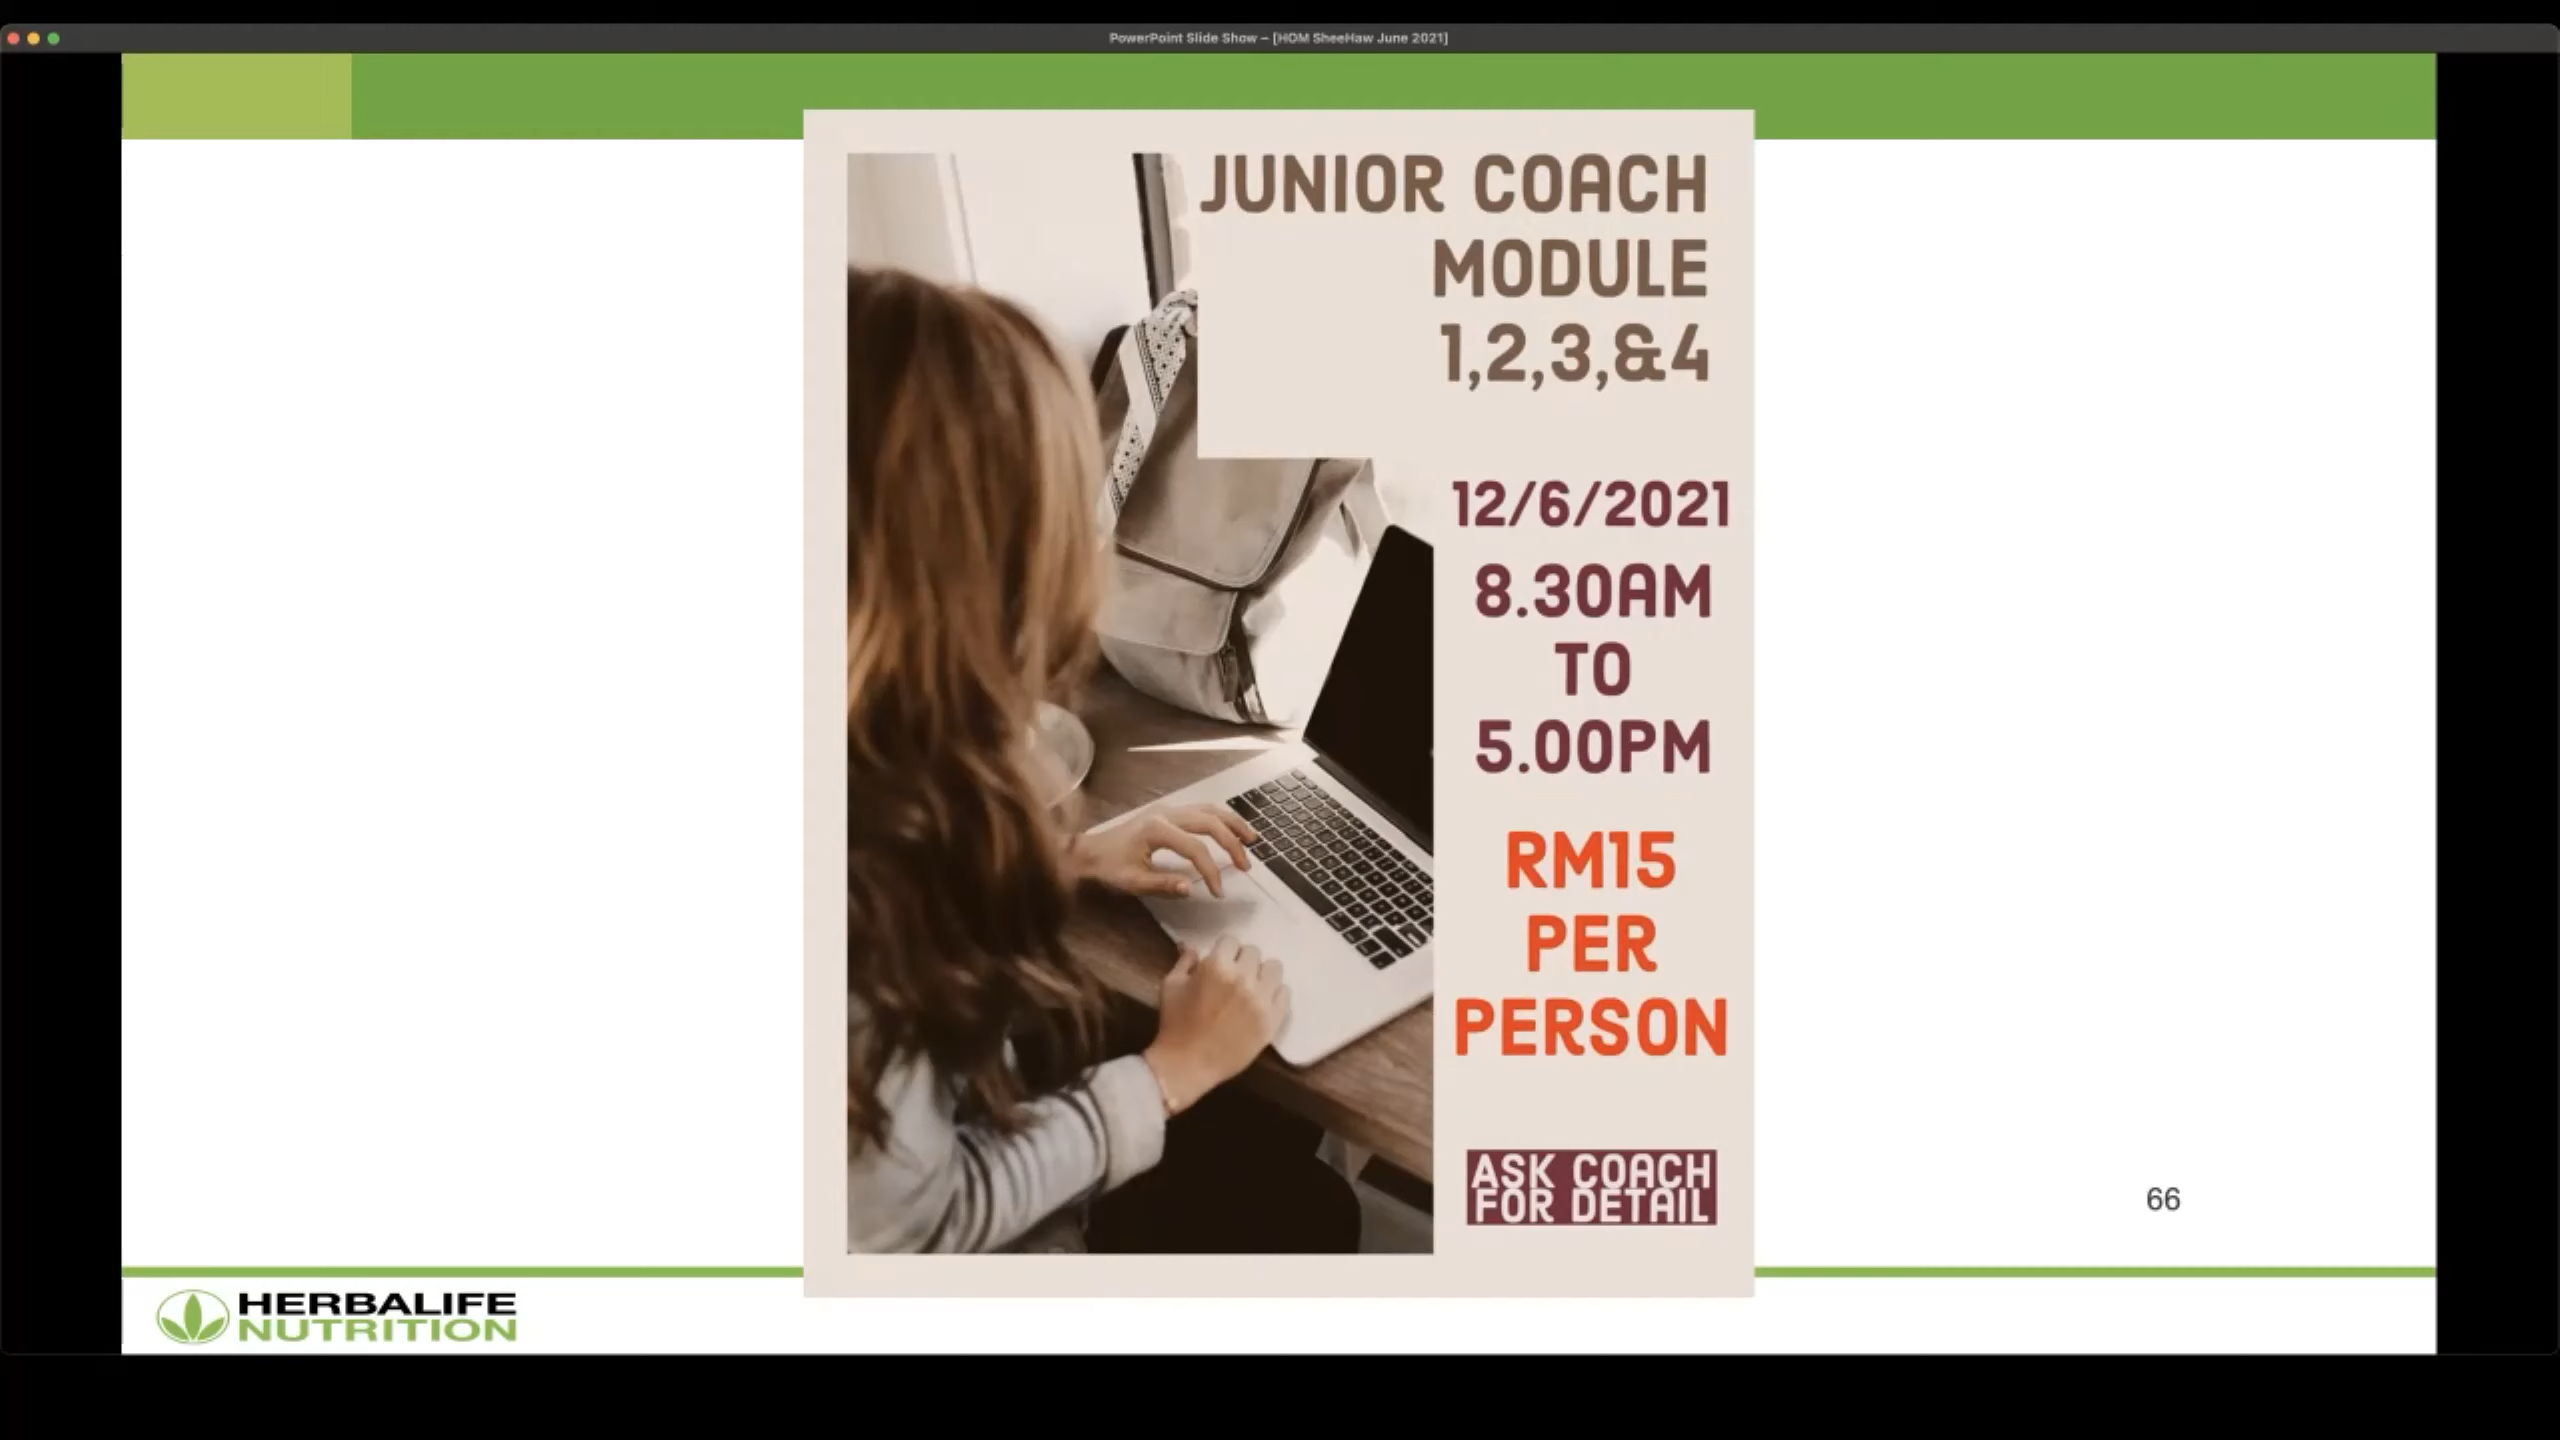 PowerPoint Slide Show – [HOM SheeHaw June 2021]
JUNIOR COACH
MODULE
1,2,3,&4
12/6/2021
8.30AM
TO
5.00PM
RM15
PER
PERSON
ASK COACH
FOR DETAIL
66
HERBALIFE
NUTRITION